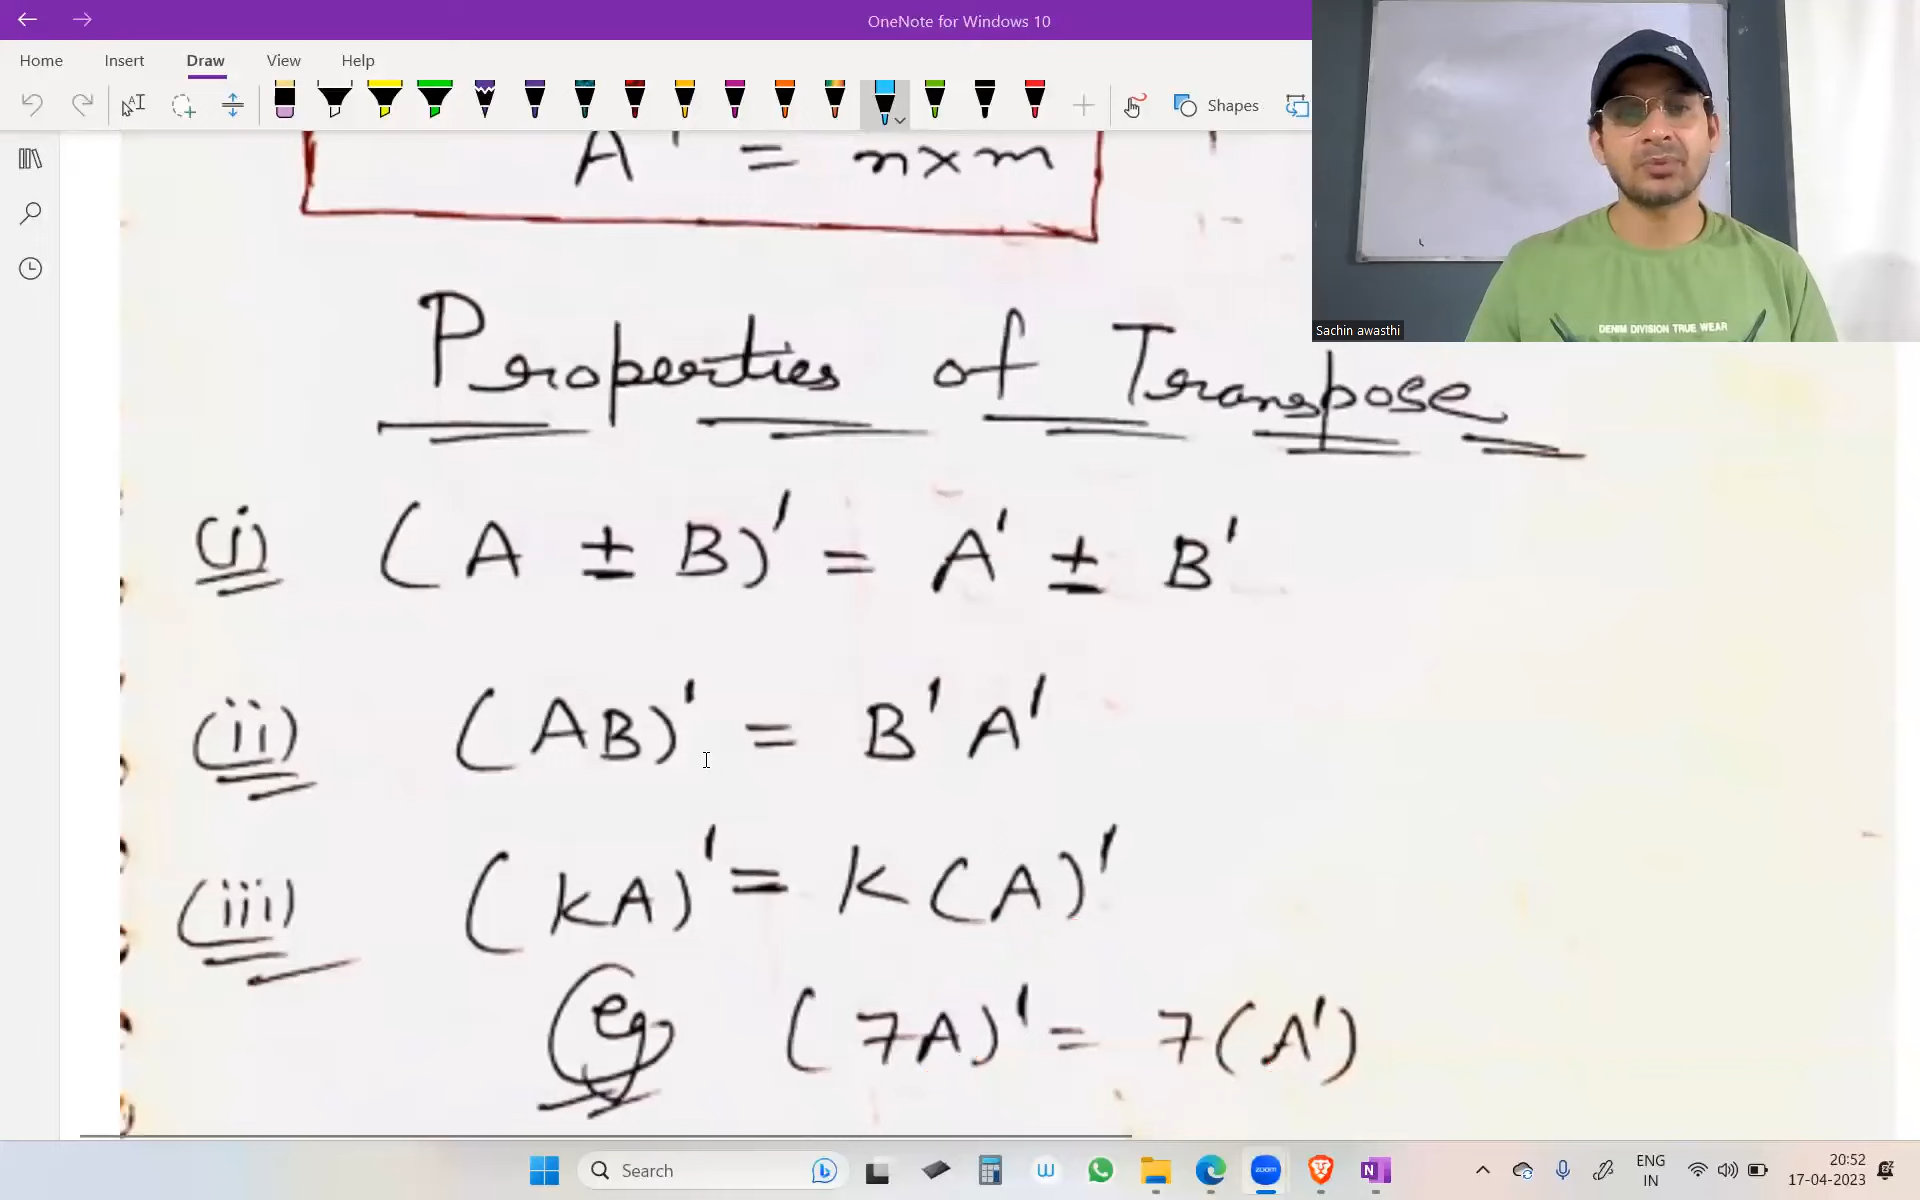 OneNote for Windows 10
Home Insert Draw View Help
Shapes
A' = n×m
Properties of Transpose
(i) (A ± B)' = A' ± B'
(ii) (AB)' = B'A'
(iii) (KA)' = K(A)'
eg (7A)' = 7(A')
DENIM DIVISION TRUE WEAR
Sachin awasthi
Search
zoom
ENG
IN
20:52
17-04-2023